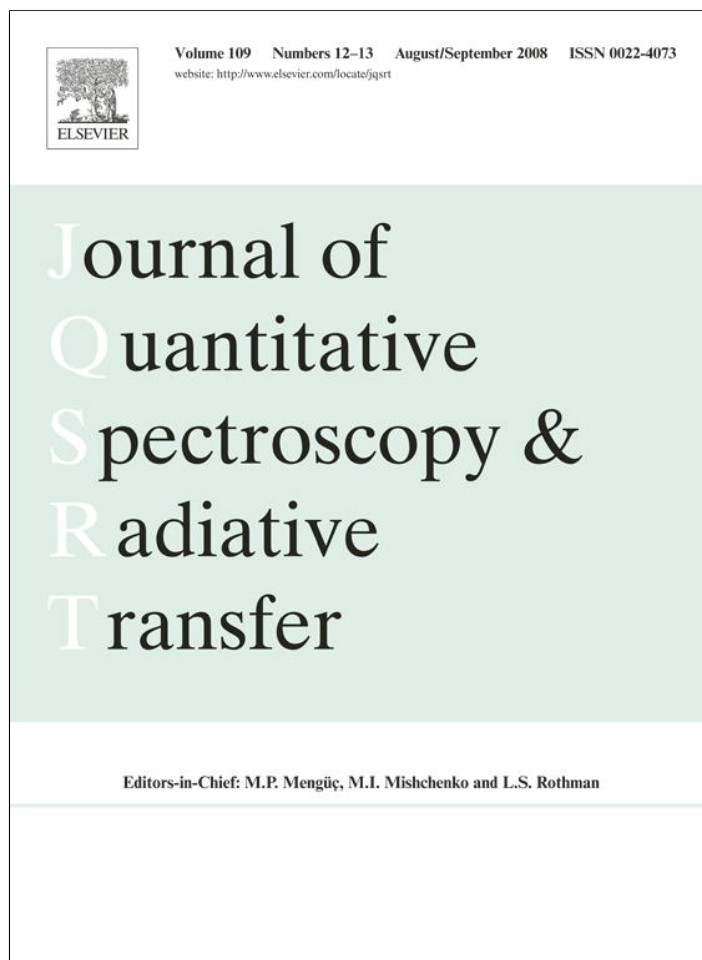 Volume 109 Numbers 12–13 August/September 2008 ISSN 0022-4073
website: http://www.elsevier.com/locate/jqsrt
ELSEVIER
Journal of
Quantitative
Spectroscopy &
Radiative
Transfer
Editors-in-Chief: M.P. Mengüç, M.I. Mishchenko and L.S. Rothman